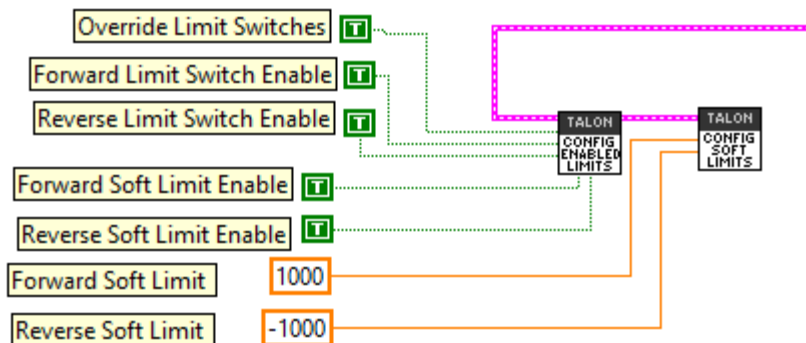 Override Limit Switches T
Forward Limit Switch Enable T
Reverse Limit Switch Enable T
Forward Soft Limit Enable T
Reverse Soft Limit Enable T
Forward Soft Limit 1000
Reverse Soft Limit -1000
TALON
CONFIG
ENABLED
LIMITS
TALON
CONFIG
SOFT
LIMITS